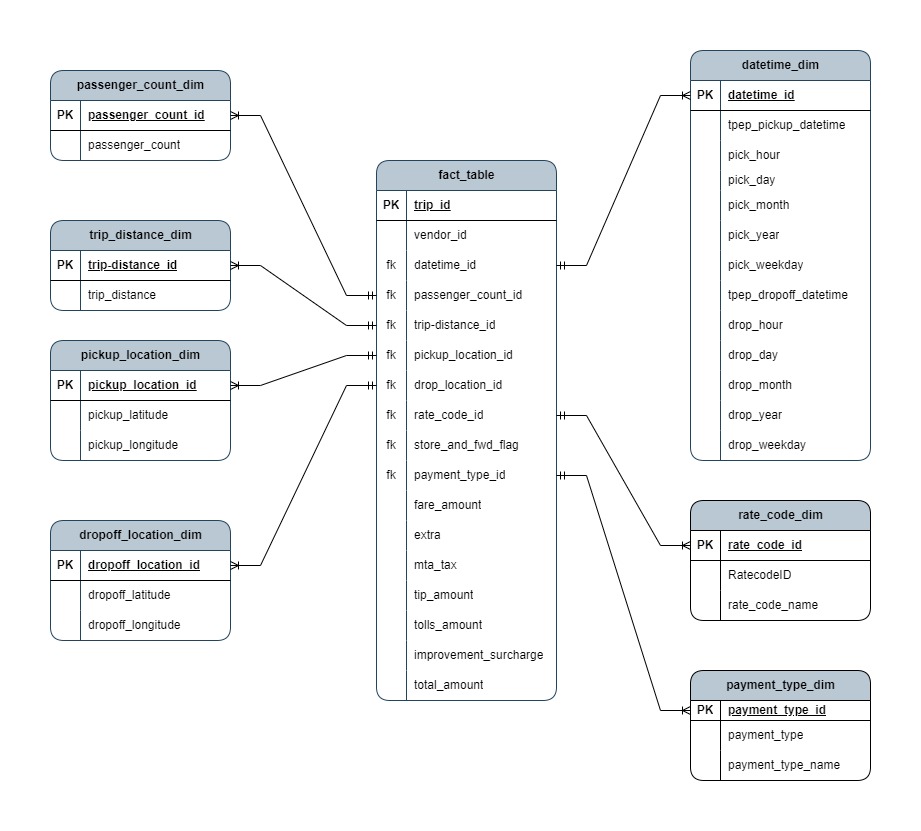 passenger_count_dim
PK passenger_count_id
passenger_count
trip_distance_dim
PK trip-distance_id
trip_distance
pickup_location_dim
PK pickup_location_id
pickup_latitude
pickup_longitude
dropoff_location_dim
PK dropoff_location_id
dropoff_latitude
dropoff_longitude
fact_table
PK trip_id
vendor_id
fk datetime_id
fk passenger_count_id
fk trip-distance_id
fk pickup_location_id
fk drop_location_id
fk rate_code_id
fk store_and_fwd_flag
fk payment_type_id
fare_amount
extra
mta_tax
tip_amount
tolls_amount
improvement_surcharge
total_amount
datetime_dim
PK datetime_id
tpep_pickup_datetime
pick_hour
pick_day
pick_month
pick_year
pick_weekday
tpep_dropoff_datetime
drop_hour
drop_day
drop_month
drop_year
drop_weekday
rate_code_dim
PK rate_code_id
RatecodeID
rate_code_name
payment_type_dim
PK payment_type_id
payment_type
payment_type_name